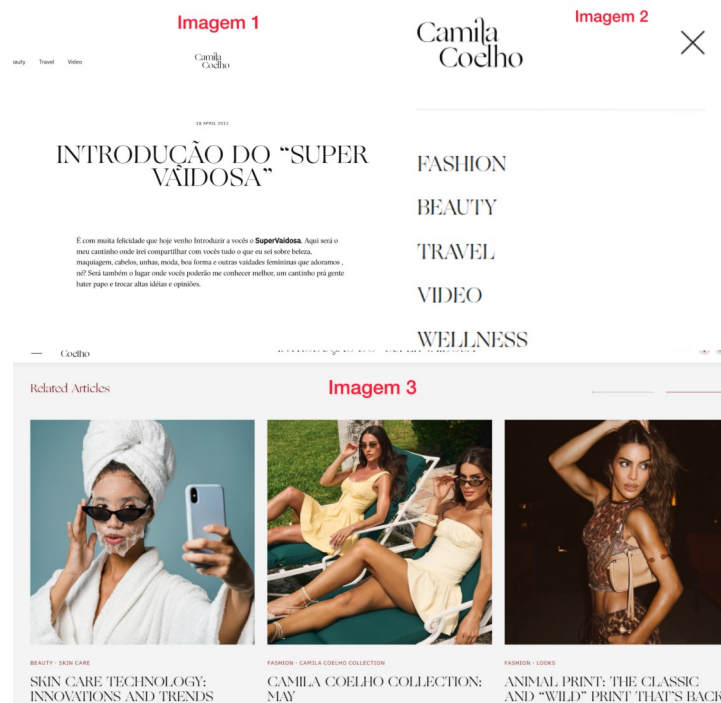 Imagem 1
Imagem 2
Camila
Coelho
Travel
Video
Camila
Coelho
18 APRIL 2011
INTRODUÇÃO DO “SUPER
VAIDOSA”
É com muita felicidade que hoje venho Introduzir a vocês o SuperVaidosa. Aqui será o
meu cantinho onde irei compartilhar com vocês tudo o que eu sei sobre beleza,
maquiagem, cabelos, unhas, moda, boa forma e outras vaidades femininas que adoramos ,
né? Será também o lugar onde vocês poderão me conhecer melhor, um cantinho prá gente
bater papo e trocar altas idéias e opiniões.
FASHION
BEAUTY
TRAVEL
VIDEO
WELLNESS
Coelho
Related Articles
Imagem 3
BEAUTY - SKIN CARE
SKIN CARE TECHNOLOGY:
INNOVATIONS AND TRENDS
FASHION - CAMILA COELHO COLLECTION
CAMILA COELHO COLLECTION:
MAY
FASHION - LOOKS
ANIMAL PRINT: THE CLASSIC
AND “WILD” PRINT THAT’S BACK